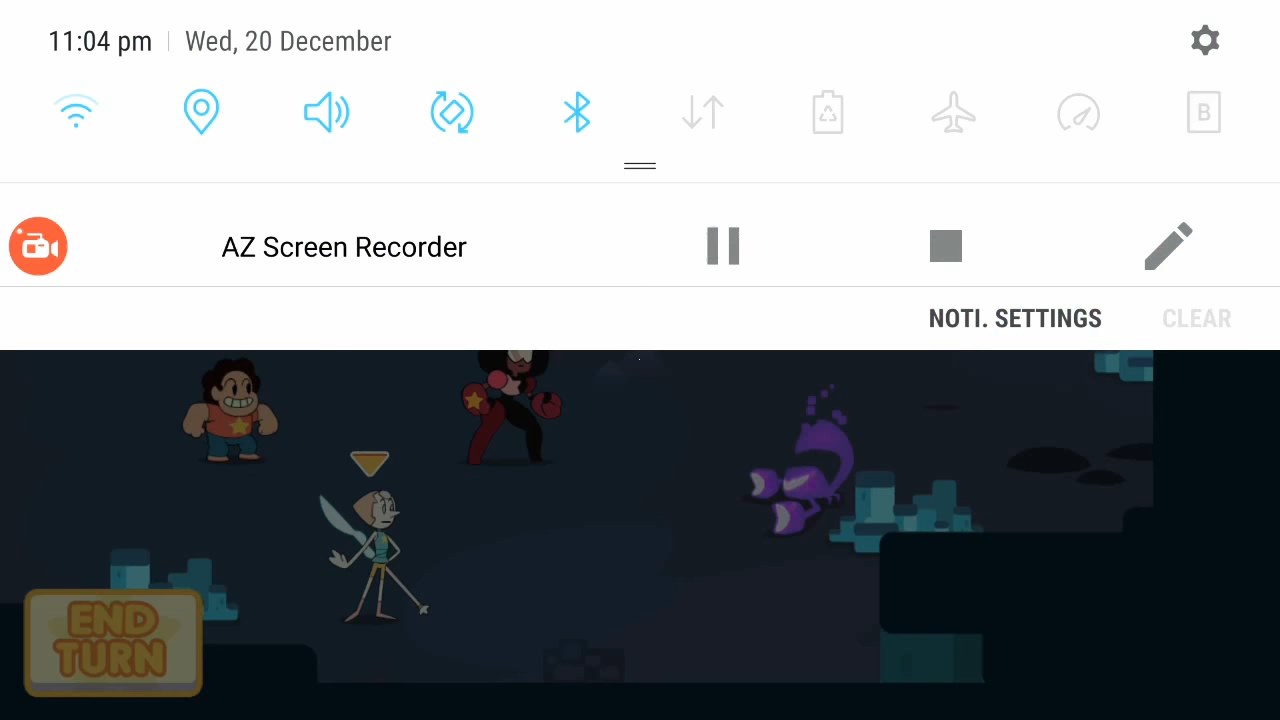 11:04 pm Wed, 20 December
B
AZ Screen Recorder
NOTI. SETTINGS CLEAR
END
TURN